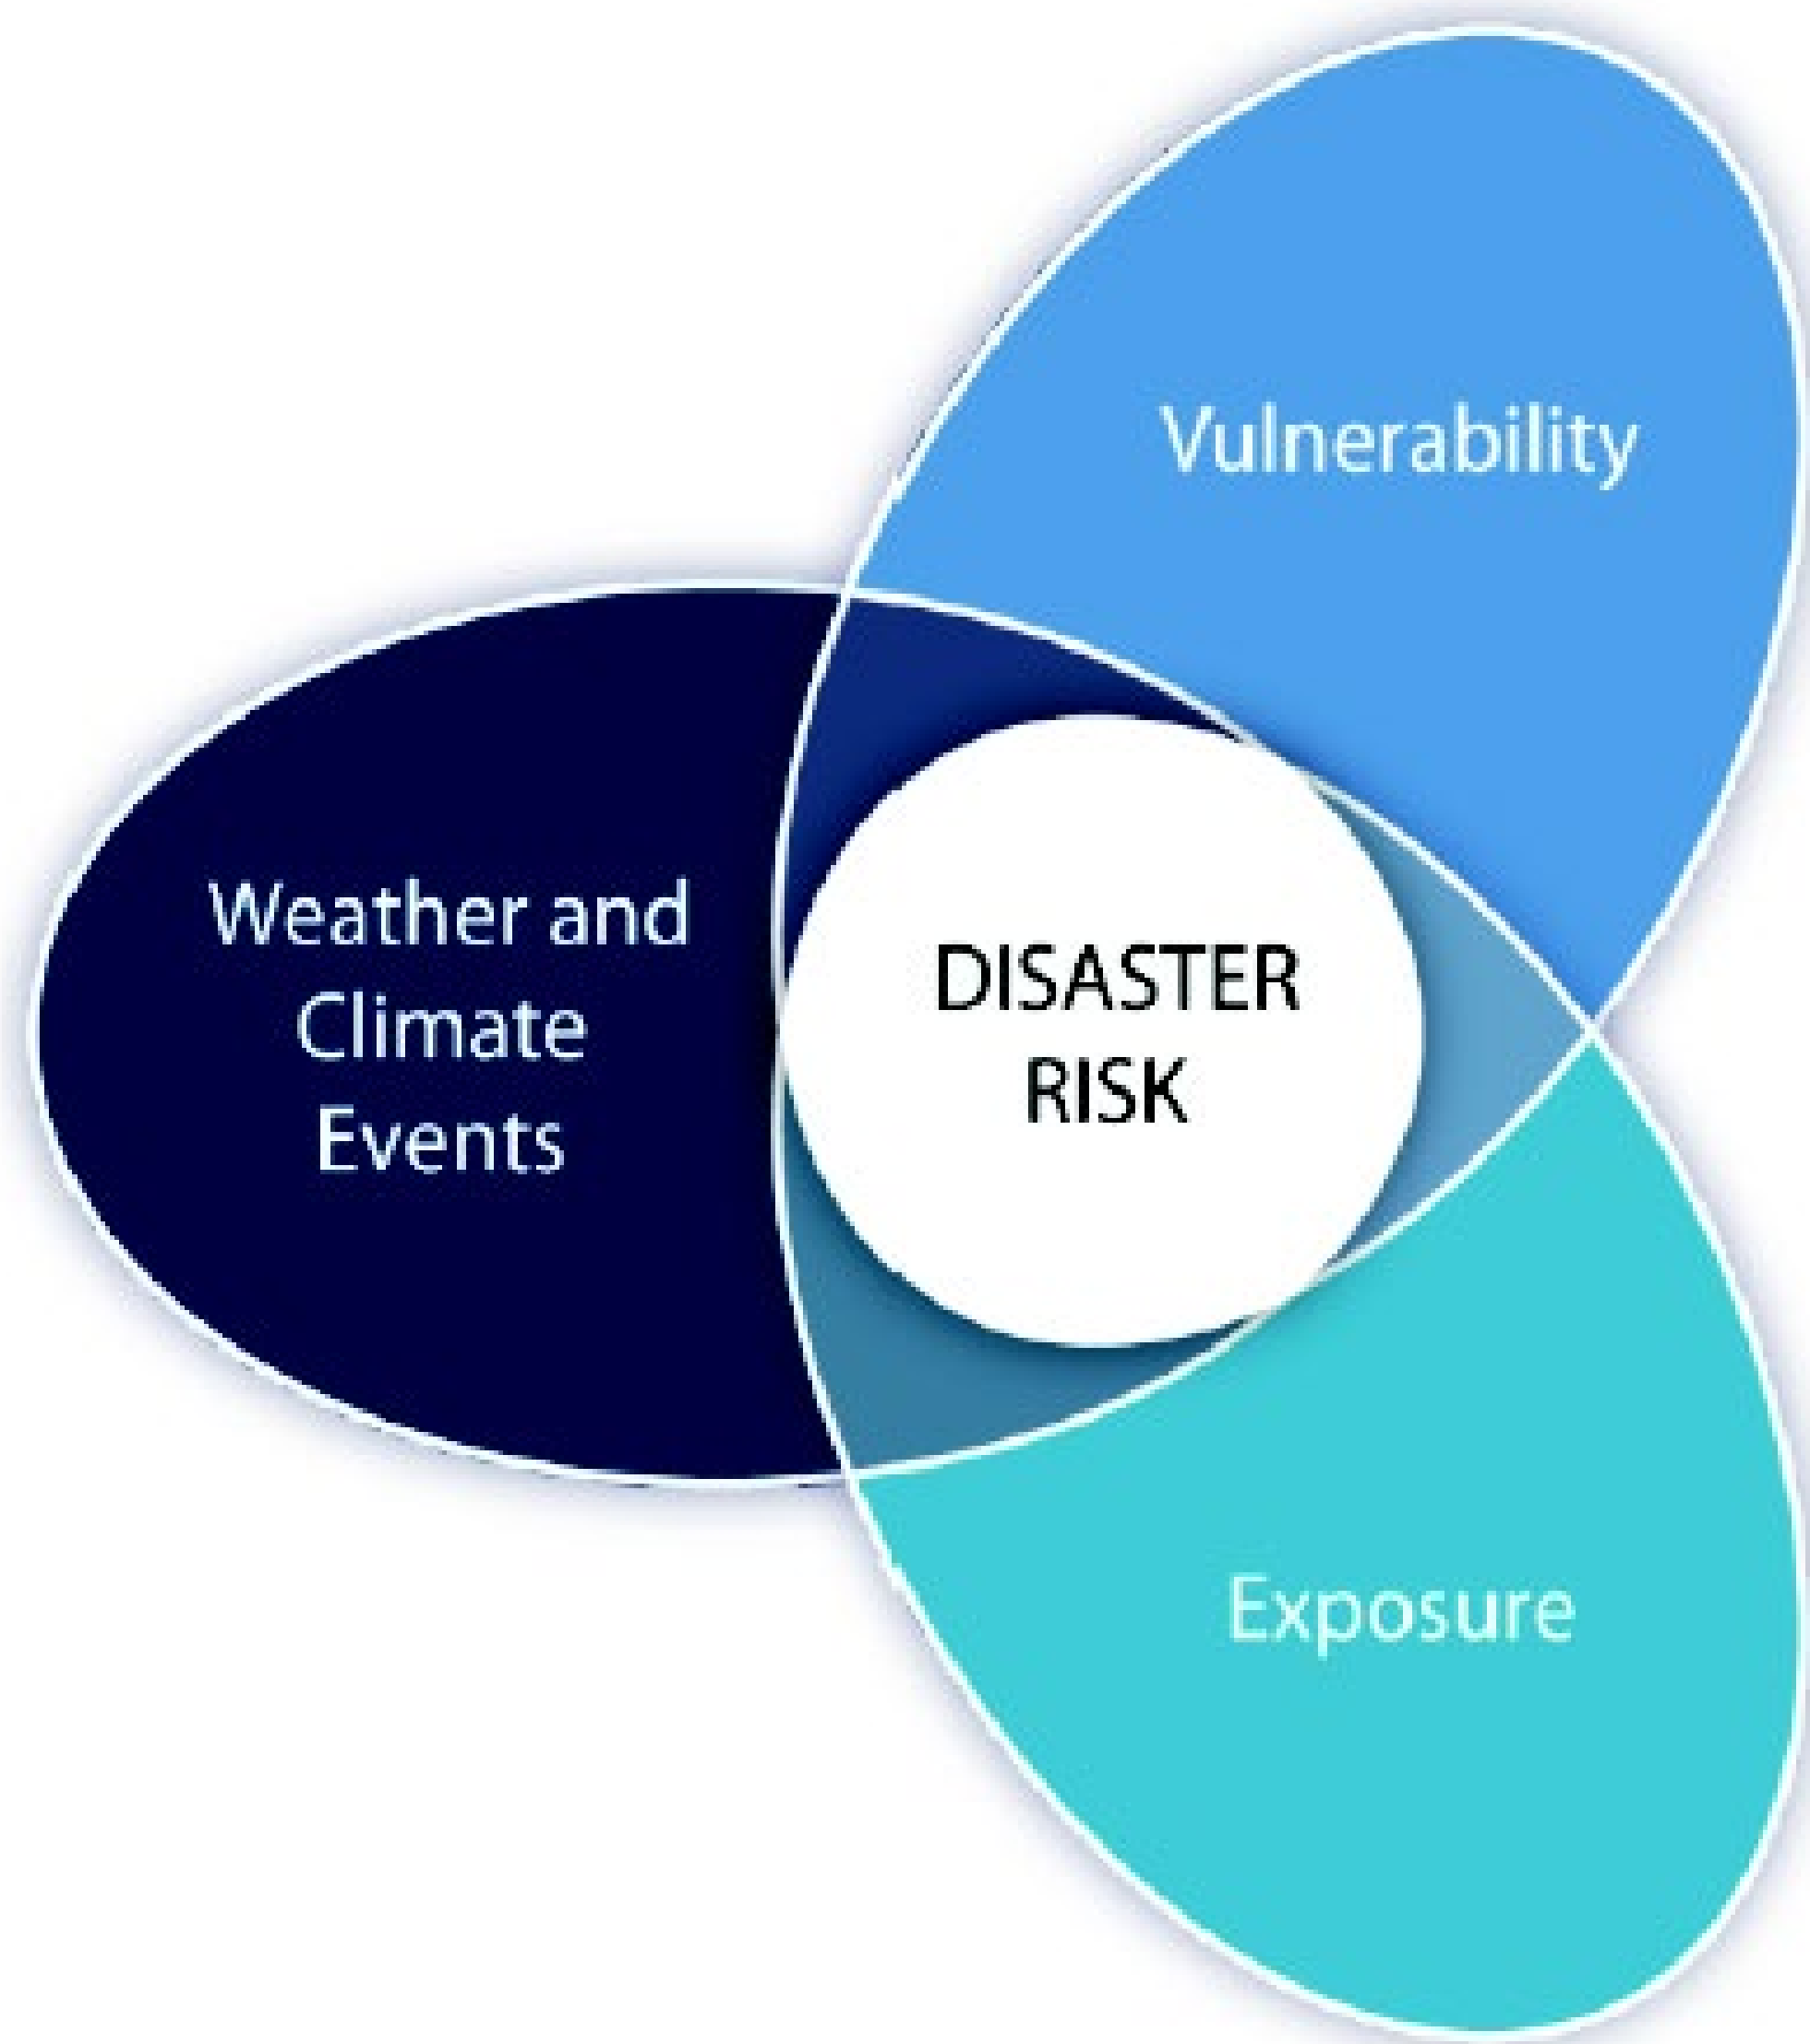 Vulnerability
Weather and
Climate
Events
DISASTER
RISK
Exposure